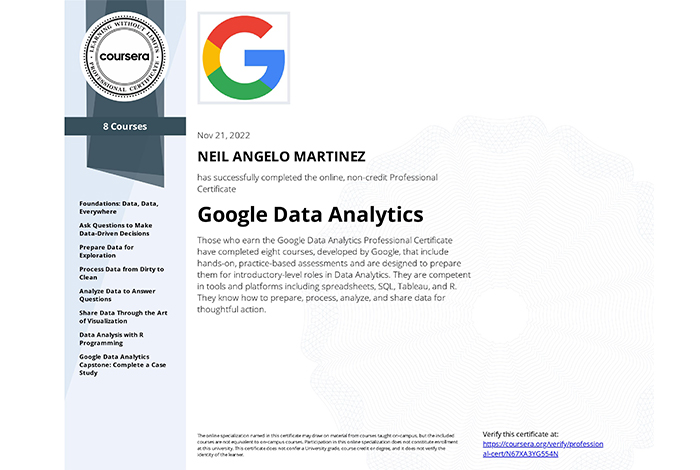 LEARNING WITHOUT LIMITS
coursera
PROFESSIONAL CERTIFICATE
8 Courses
Foundations: Data, Data,
Everywhere
Ask Questions to Make
Data-Driven Decisions
Prepare Data for
Exploration
Process Data from Dirty to
Clean
Analyze Data to Answer
Questions
Share Data Through the Art
of Visualization
Data Analysis with R
Programming
Google Data Analytics
Capstone: Complete a Case
Study
G
Nov 21, 2022
NEIL ANGELO MARTINEZ
has successfully completed the online, non-credit Professional
Certificate
Google Data Analytics
Those who earn the Google Data Analytics Professional Certificate
have completed eight courses, developed by Google, that include
hands-on, practice-based assessments and are designed to prepare
them for introductory-level roles in Data Analytics. They are competent
in tools and platforms including spreadsheets, SQL, Tableau, and R.
They know how to prepare, process, analyze, and share data for
thoughtful action.
The online specialization named in this certificate may draw on material from courses taught on-campus, but the included
courses are not equivalent to on-campus courses. Participation in this online specialization does not constitute enrollment
at this university. This certificate does not confer a University grade, course credit or degree, and it does not verify the
identity of the learner.
Verify this certificate at:
https://coursera.org/verify/profession
al-cert/N67XA3YG554N